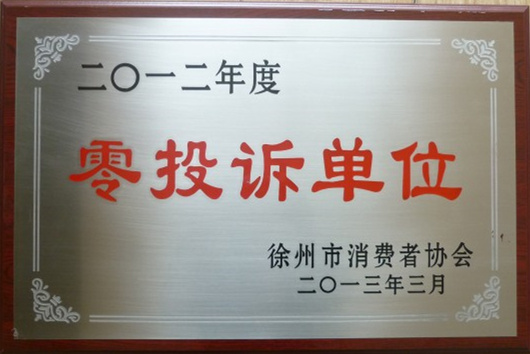 二〇一二年度
零投诉单位
徐州市消费者协会
二〇一三年三月